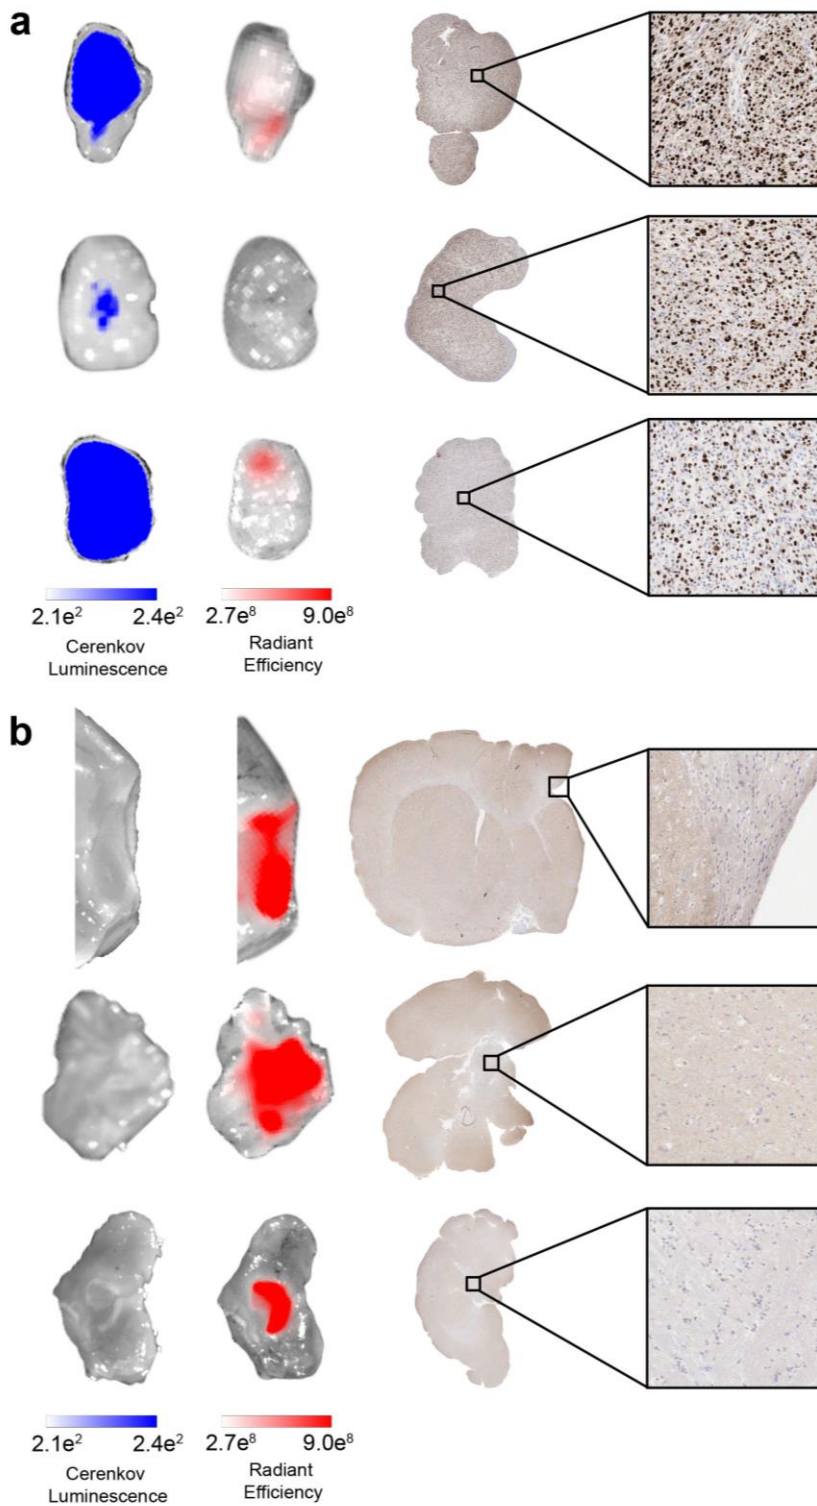 a
2.1e² 2.4e² 2.7e⁸ 9.0e⁸
Cerenkov Radiant
Luminescence Efficiency
b
2.1e² 2.4e² 2.7e⁸ 9.0e⁸
Cerenkov Radiant
Luminescence Efficiency